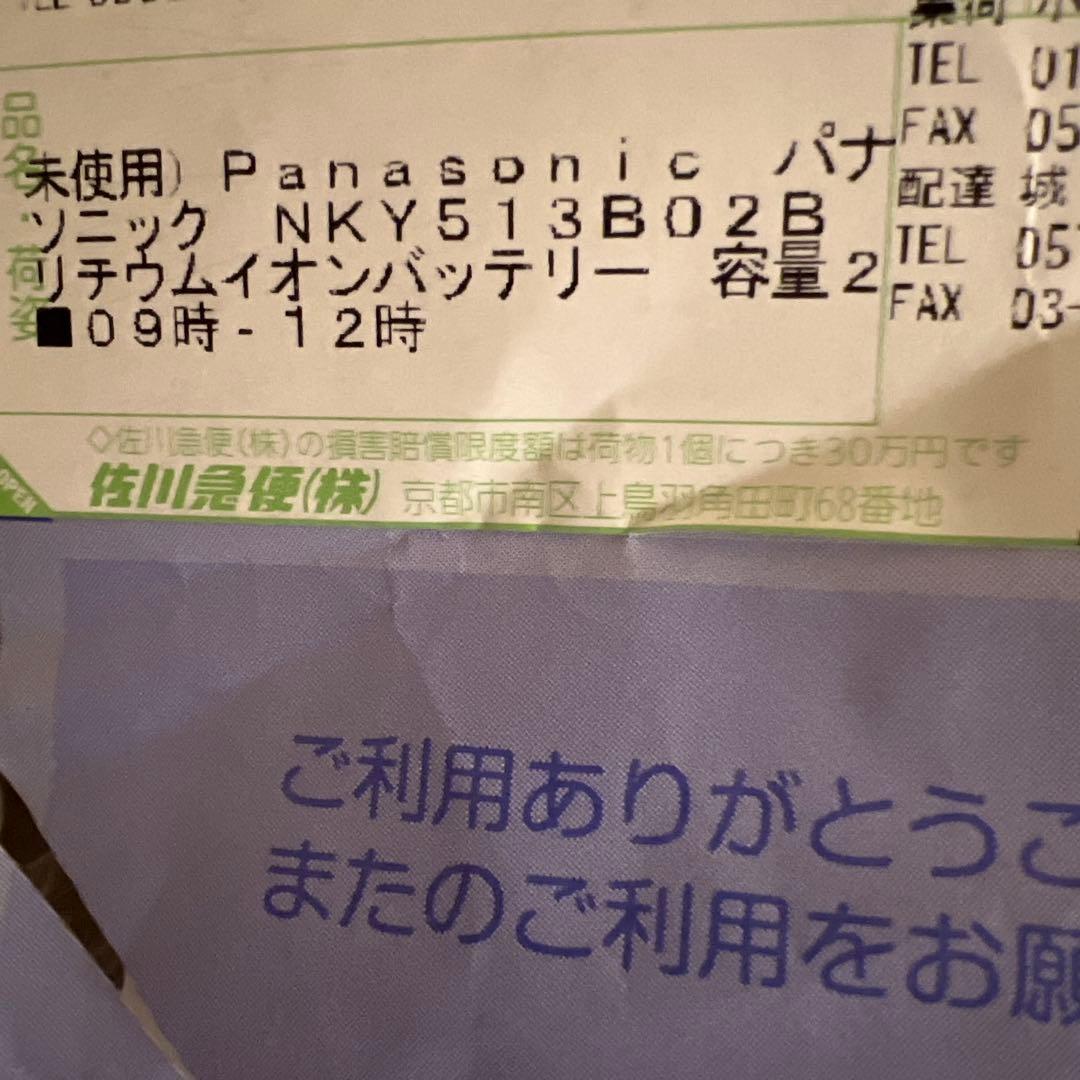 品名・荷姿
未使用）Ｐａｎａｓｏｎｉｃ　パナ
ソニック　ＮＫＹ５１３Ｂ０２Ｂ
リチウムイオンバッテリー　容量２
■０９時-１２時
集荷
TEL 01
FAX 05
配達 城
TEL 05
FAX 03-
◇佐川急便(株)の損害賠償限度額は荷物1個につき30万円です
佐川急便(株) 京都市南区上鳥羽角田町68番地
OPEN
ご利用ありがとうご
またのご利用をお願